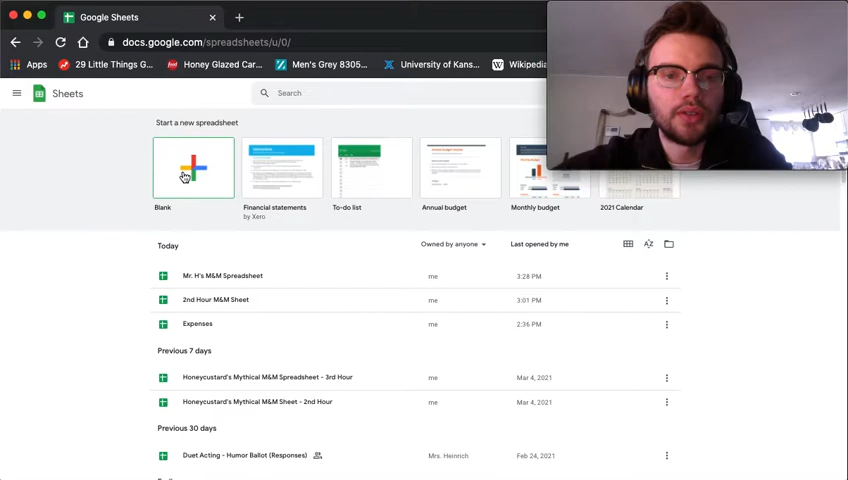 Google Sheets
docs.google.com/spreadsheets/u/0/
Apps
29 Little Things G...
Honey Glazed Car...
Men's Grey 8305...
University of Kans...
Wikipedia
Sheets
Search
Start a new spreadsheet
Blank
Financial statements
by Xero
To-do list
Annual budget
Monthly budget
2021 Calendar
Today
Owned by anyone
Last opened by me
Mr. H's M&M Spreadsheet
me
3:28 PM
2nd Hour M&M Sheet
me
3:01 PM
Expenses
me
2:36 PM
Previous 7 days
Honeycustard's Mythical M&M Spreadsheet - 3rd Hour
me
Mar 4, 2021
Honeycustard's Mythical M&M Sheet - 2nd Hour
me
Mar 4, 2021
Previous 30 days
Duet Acting - Humor Ballot (Responses)
Mrs. Heinrich
Feb 24, 2021